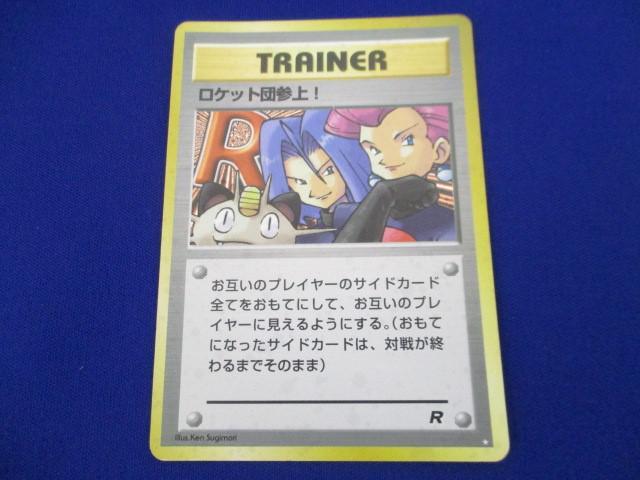 TRAINER
ロケット団参上！
R
お互いのプレイヤーのサイドカード
全てをおもてにして、お互いのプレ
イヤーに見えるようにする。（おもて
になったサイドカードは、対戦が終
わるまでそのまま）
R
Illus.Ken Sugimori